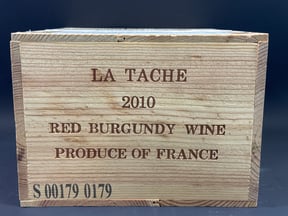 LA TACHE
2010
RED BURGUNDY WINE
PRODUCE OF FRANCE
S 00179 0179